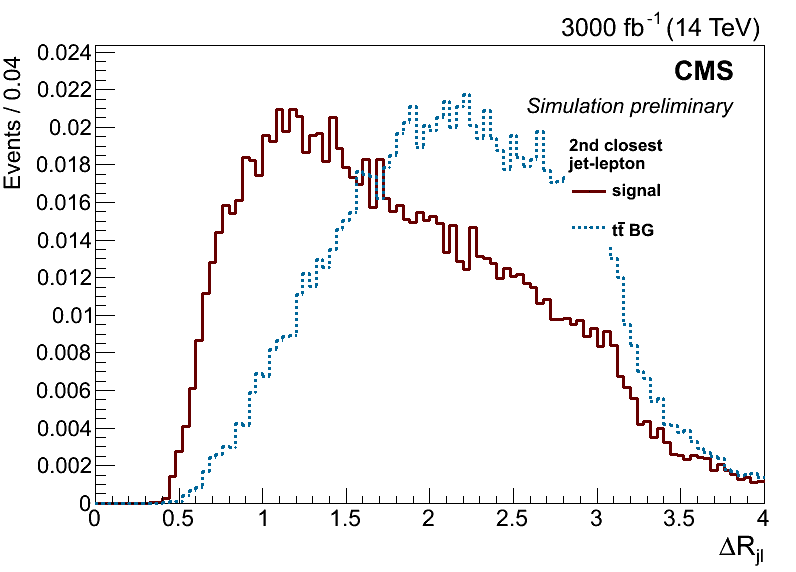 3000 fb⁻¹ (14 TeV)
CMS
Simulation preliminary
2nd closest
jet-lepton
signal
tt̄ BG
Events / 0.04
0.024
0.022
0.02
0.018
0.016
0.014
0.012
0.01
0.008
0.006
0.004
0.002
0
0 0.5 1 1.5 2 2.5 3 3.5 4
ΔR_jl